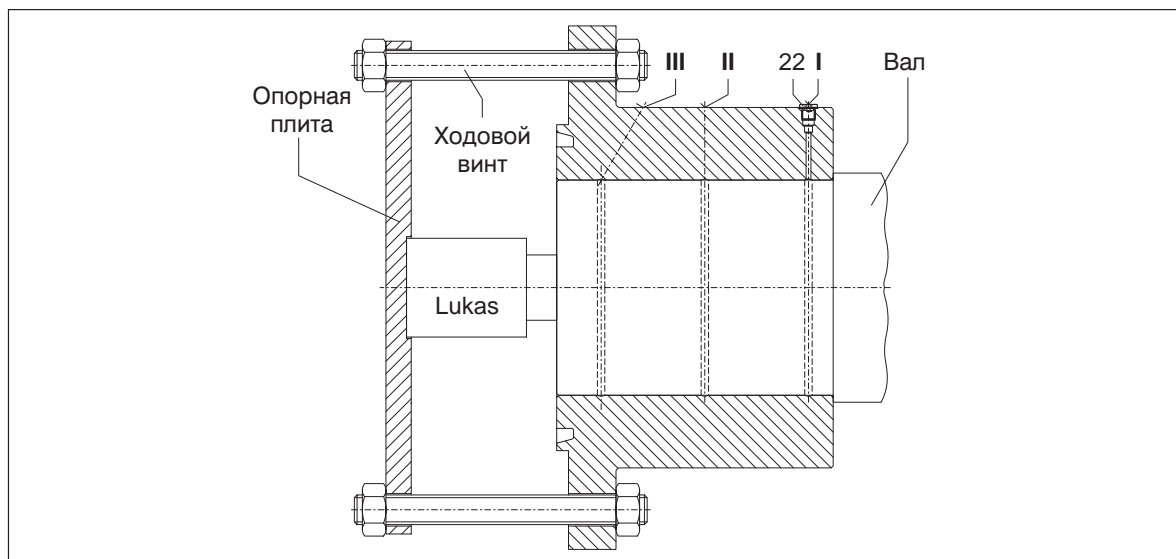 III II 22 I Вал
Опорная
плита
Ходовой
винт
Lukas